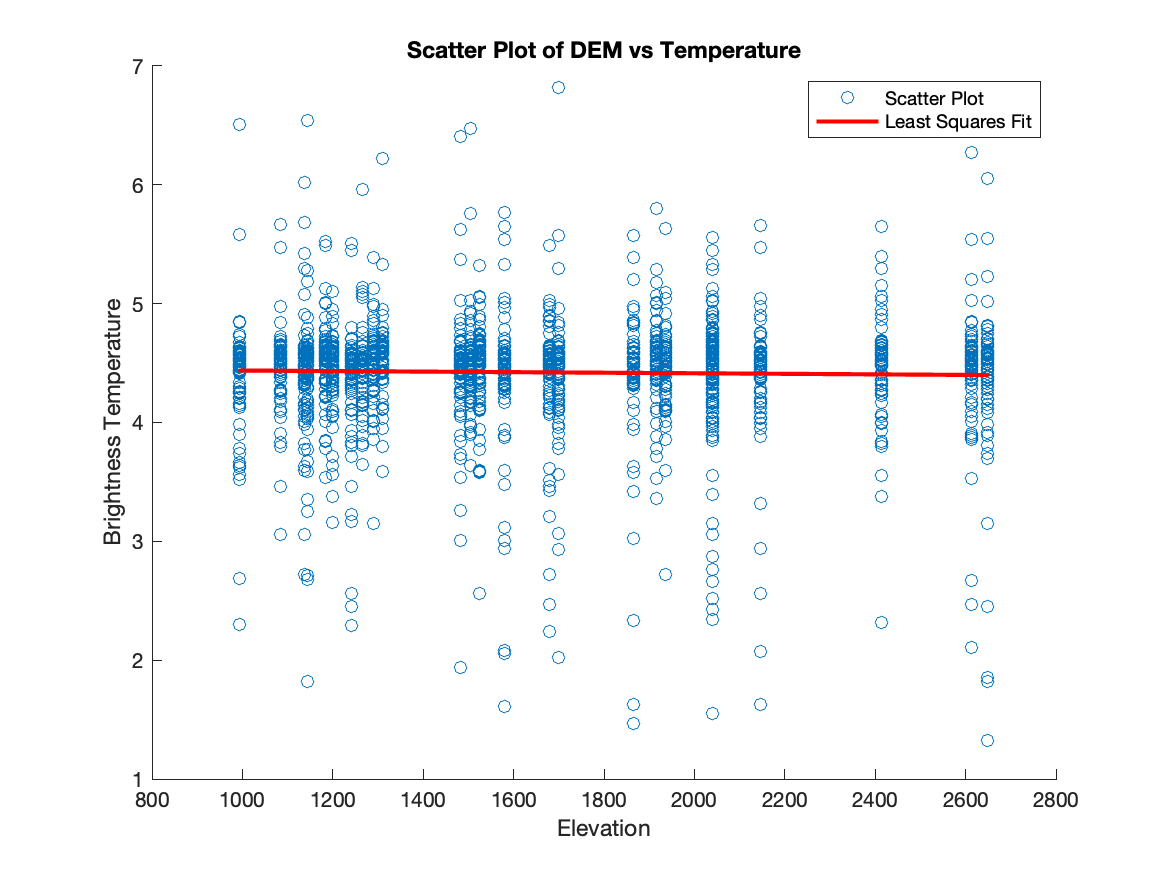 Scatter Plot of DEM vs Temperature
Scatter Plot
Least Squares Fit
Brightness Temperature
7
6
5
4
3
2
1
800 1000 1200 1400 1600 1800 2000 2200 2400 2600 2800
Elevation